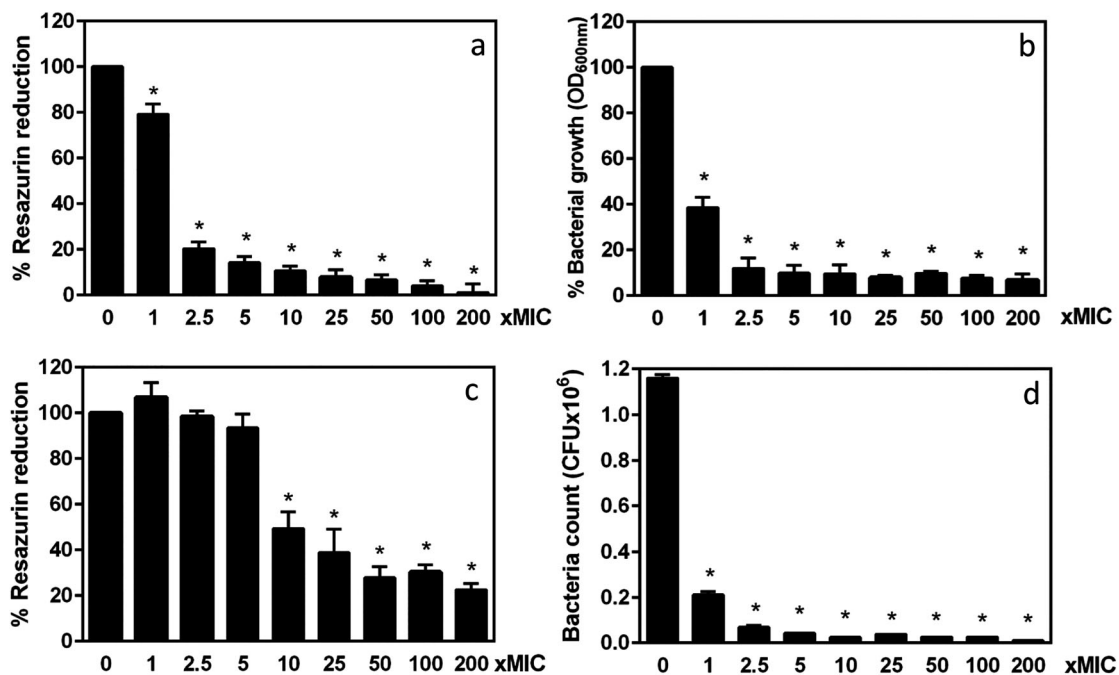 a
% Resazurin reduction
120
100
80
60
40
20
0
* * * * * * * *
0 1 2.5 5 10 25 50 100 200 xMIC
b
% Bacterial growth (OD600nm)
120
100
80
60
40
20
0
* * * * * * * *
0 1 2.5 5 10 25 50 100 200 xMIC
c
% Resazurin reduction
120
100
80
60
40
20
0
* * * * *
0 1 2.5 5 10 25 50 100 200 xMIC
d
Bacteria count (CFUx10⁶)
1.2
1.0
0.8
0.6
0.4
0.2
0.0
* * * * * * * *
0 1 2.5 5 10 25 50 100 200 xMIC